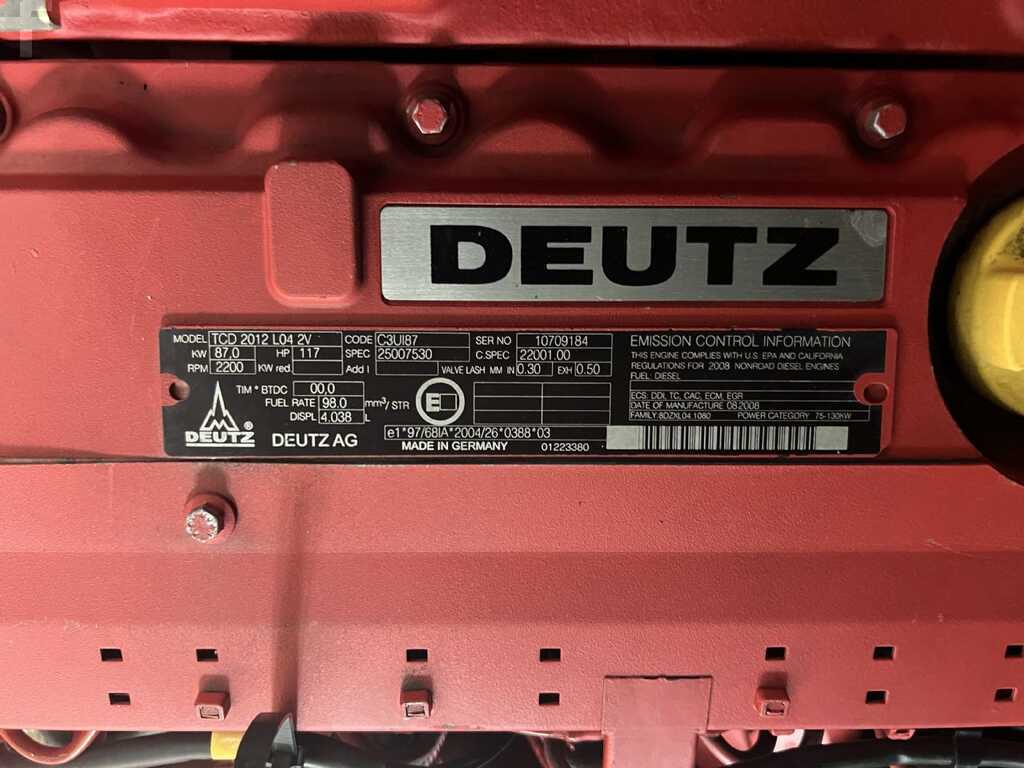 DEUTZ
MODEL TCD 2012 L04 2V CODE C3UI87 SER NO 10709184
KW 87,0 HP 117 SPEC 25007530 C.SPEC 22001.00
RPM 2200 KW red. Add I VALVE LASH MM IN 0.30 EXH 0.50
TIM * BTDC 00,0
FUEL RATE 98.0 mm³/STR
DISPL 4.038 L
E
DEUTZ ® DEUTZ AG
e1*97/68IA*2004/26*0388*03
MADE IN GERMANY 01223380
EMISSION CONTROL INFORMATION
THIS ENGINE COMPLIES WITH U.S. EPA AND CALIFORNIA
REGULATIONS FOR 2008 NONROAD DIESEL ENGINES
FUEL: DIESEL
ECS: DDI, TC, CAC, ECM, EGR
DATE OF MANUFACTURE 082008
FAMILY:8DZXL04.1080 POWER CATEGORY 75-130KW